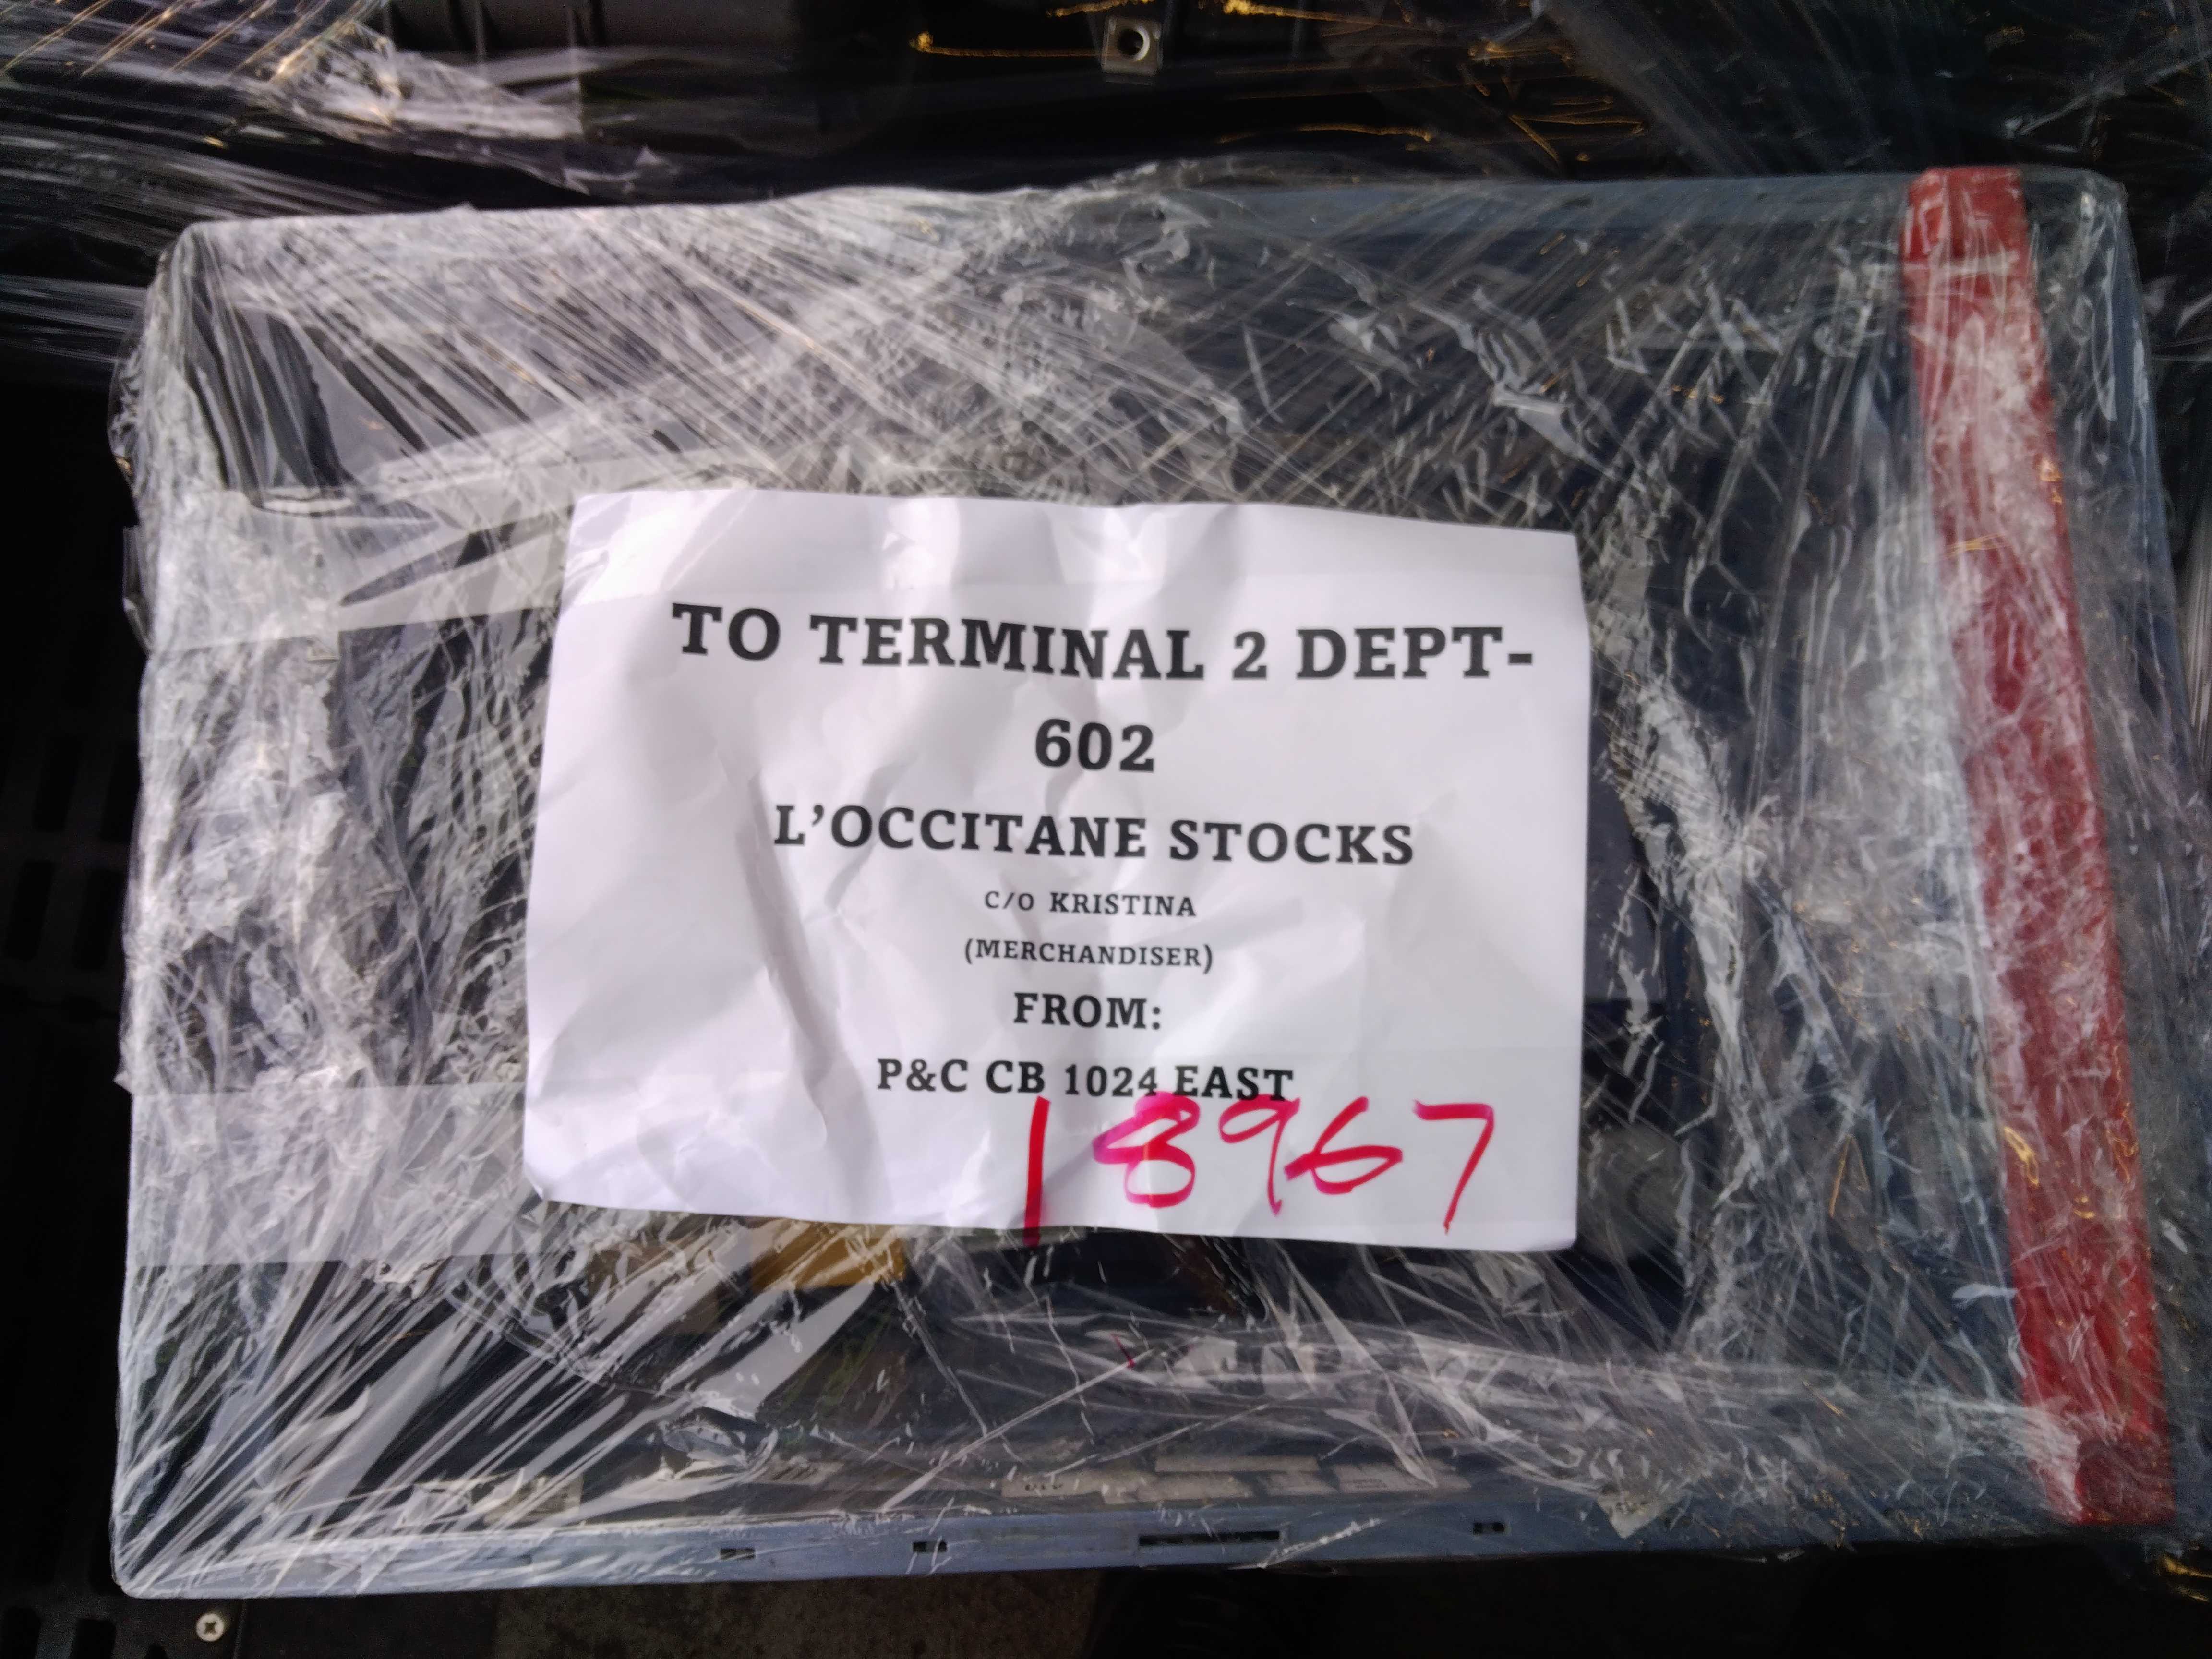 TO TERMINAL 2 DEPT-
602
L'OCCITANE STOCKS
C/O KRISTINA
(MERCHANDISER)
FROM:
P&C CB 1024 EAST
18967